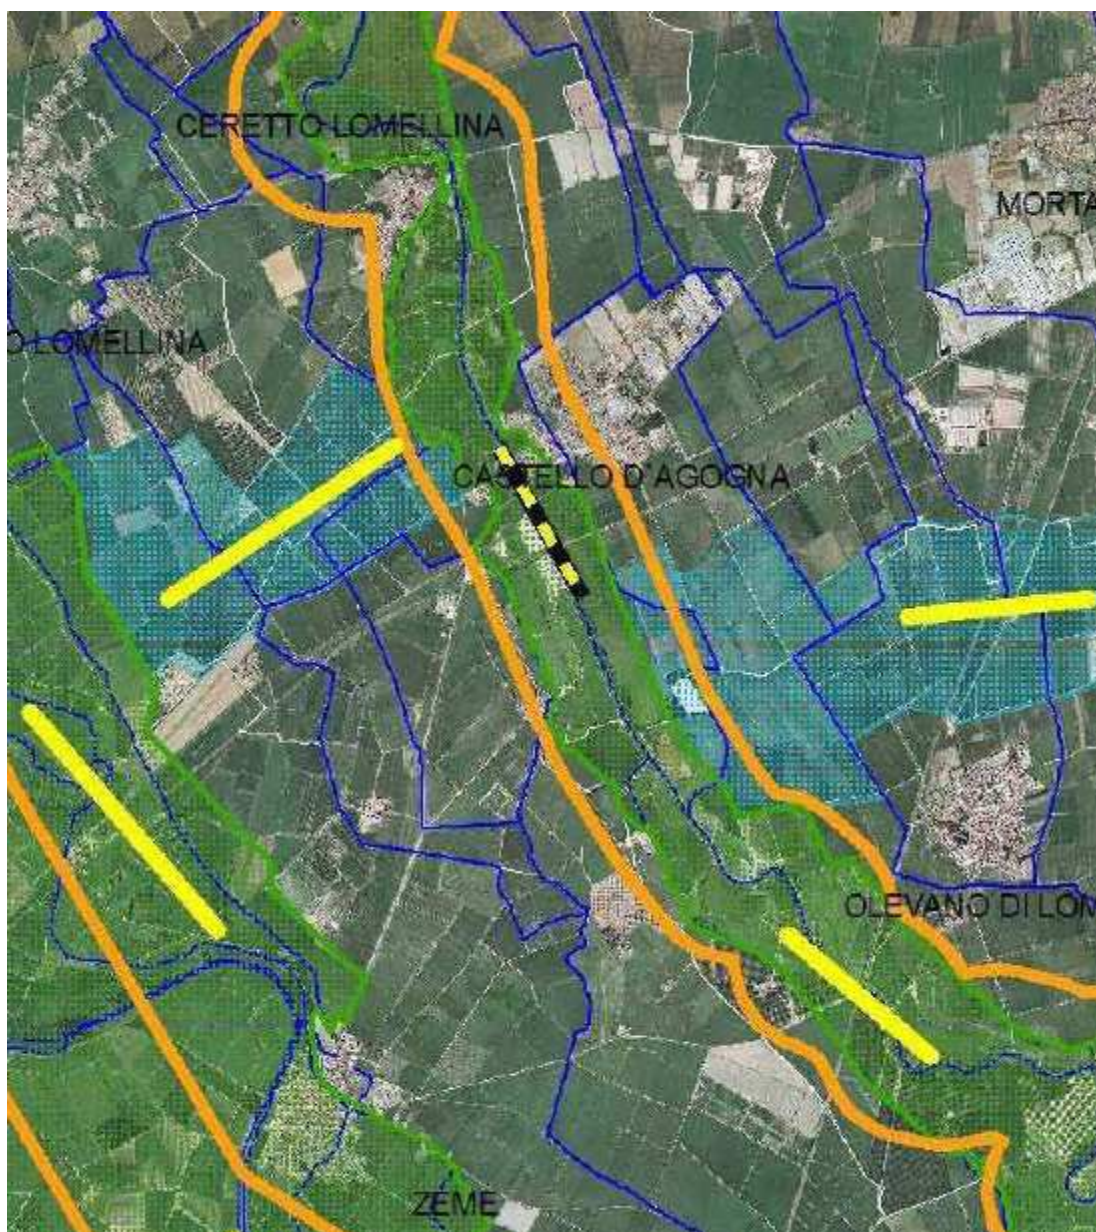 CERETTO LOMELLINA
MORTA
O LOMELLINA
CASTELLO D'AGOGNA
OLEVANO DI LOM
ZEME